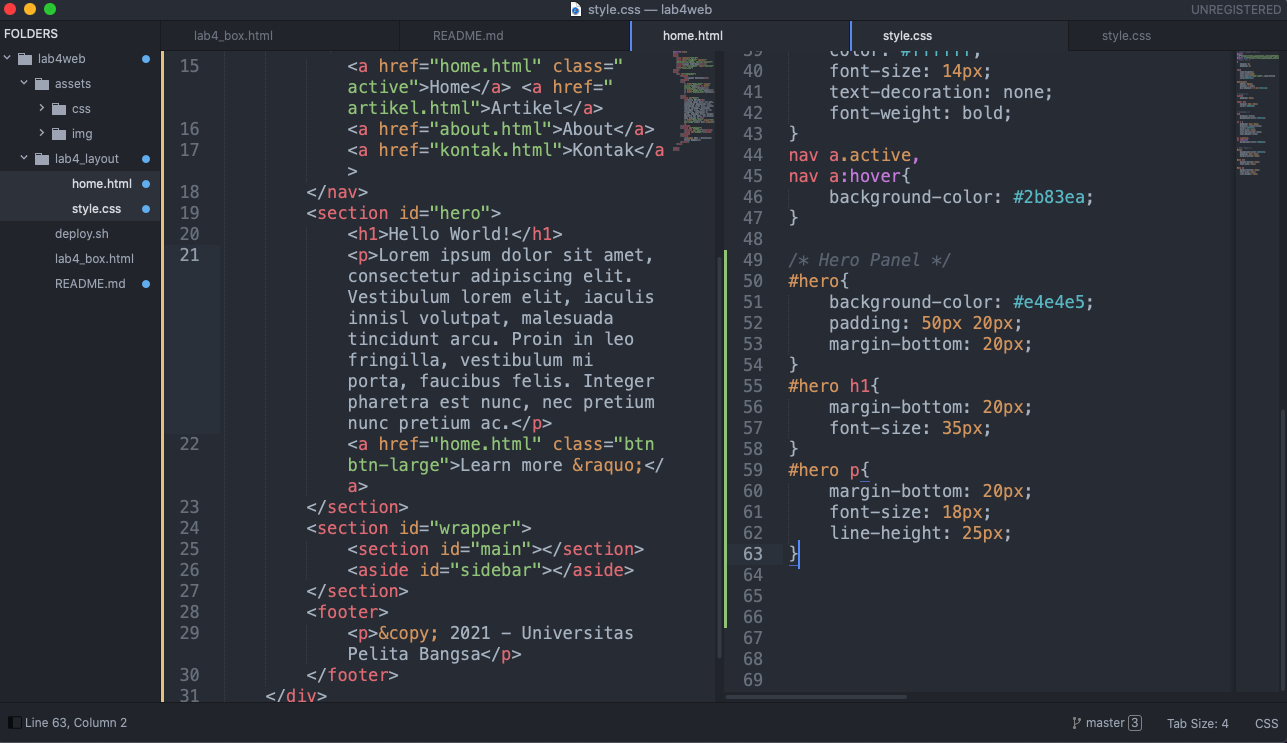 style.css — lab4web
UNREGISTERED
FOLDERS
lab4web
assets
css
img
lab4_layout
home.html
style.css
deploy.sh
lab4_box.html
README.md
lab4_box.html
README.md
home.html
style.css
style.css
15 <a href="home.html" class="
active">Home</a> <a href="
artikel.html">Artikel</a>
16 <a href="about.html">About</a>
17 <a href="kontak.html">Kontak</a
>
18 </nav>
19 <section id="hero">
20 <h1>Hello World!</h1>
21 <p>Lorem ipsum dolor sit amet,
consectetur adipiscing elit.
Vestibulum lorem elit, iaculis
innisl volutpat, malesuada
tincidunt arcu. Proin in leo
fringilla, vestibulum mi
porta, faucibus felis. Integer
pharetra est nunc, nec pretium
nunc pretium ac.</p>
22 <a href="home.html" class="btn
btn-large">Learn more &raquo;</
a>
23 </section>
24 <section id="wrapper">
25 <section id="main"></section>
26 <aside id="sidebar"></aside>
27 </section>
28 <footer>
29 <p>&copy; 2021 - Universitas
Pelita Bangsa</p>
30 </footer>
31 </div>
39 color: #ffffff;
40 font-size: 14px;
41 text-decoration: none;
42 font-weight: bold;
43 }
44 nav a.active,
45 nav a:hover{
46 background-color: #2b83ea;
47 }
48
49 /* Hero Panel */
50 #hero{
51 background-color: #e4e4e5;
52 padding: 50px 20px;
53 margin-bottom: 20px;
54 }
55 #hero h1{
56 margin-bottom: 20px;
57 font-size: 35px;
58 }
59 #hero p{
60 margin-bottom: 20px;
61 font-size: 18px;
62 line-height: 25px;
63 }
64
65
66
67
68
69
Line 63, Column 2
master 3
Tab Size: 4
CSS